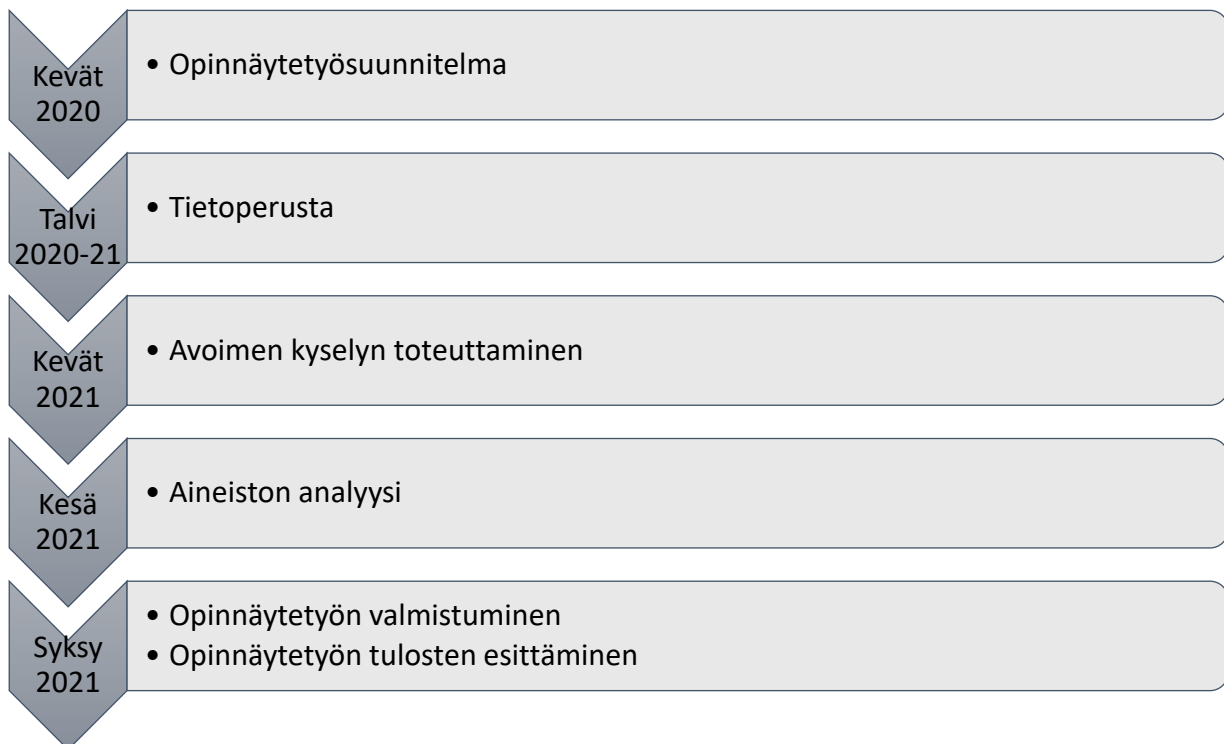 Kevät
2020
• Opinnäytetyösuunnitelma
Talvi
2020-21
• Tietoperusta
Kevät
2021
• Avoimen kyselyn toteuttaminen
Kesä
2021
• Aineiston analyysi
Syksy
2021
• Opinnäytetyön valmistuminen
• Opinnäytetyön tulosten esittäminen